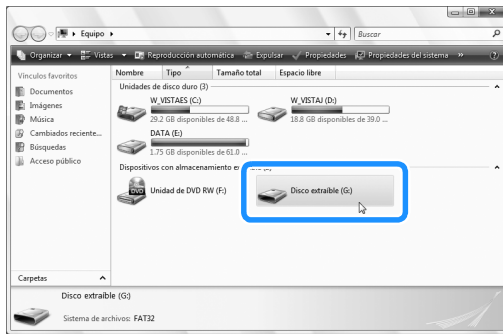 Equipo
Buscar
Organizar Vistas Reproducción automática Expulsar Propiedades Propiedades del sistema »
Vínculos favoritos
Documentos
Imágenes
Música
Cambiados reciente...
Búsquedas
Acceso público
Carpetas
Nombre Tipo Tamaño total Espacio libre
Unidades de disco duro (3)
W_VISTAES (C:)
29.2 GB disponibles de 48.8 ...
W_VISTAJ (D:)
18.8 GB disponibles de 39.0 ...
DATA (E:)
1.75 GB disponibles de 61.0 ...
Dispositivos con almacenamiento
DVD
Unidad de DVD RW (F:)
Disco extraíble (G:)
Disco extraíble (G:)
Sistema de archivos: FAT32